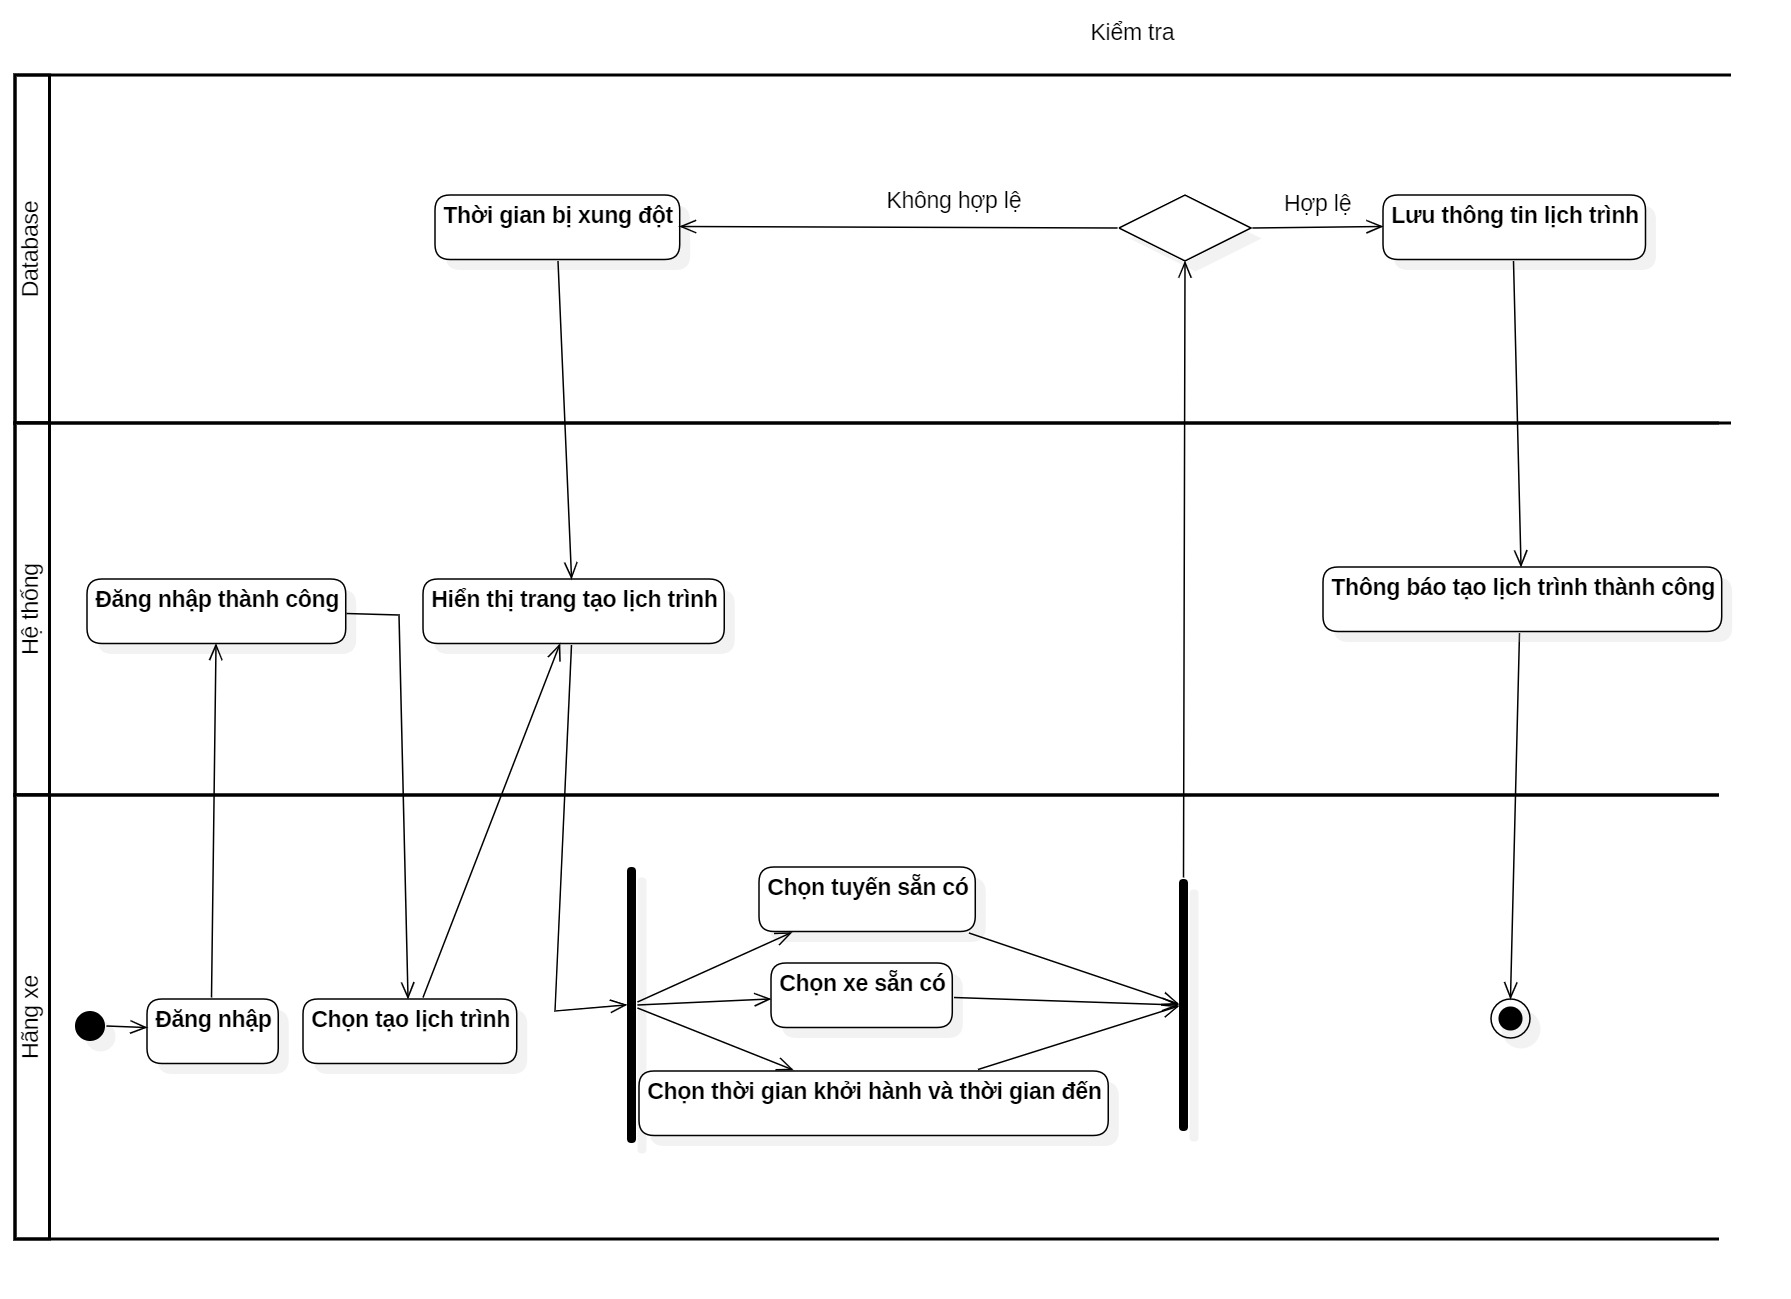 Kiểm tra
Database
Thời gian bị xung đột
Không hợp lệ
Hợp lệ
Lưu thông tin lịch trình
Hệ thống
Đăng nhập thành công
Hiển thị trang tạo lịch trình
Thông báo tạo lịch trình thành công
Hãng xe
Đăng nhập
Chọn tạo lịch trình
Chọn tuyến sẵn có
Chọn xe sẵn có
Chọn thời gian khởi hành và thời gian đến